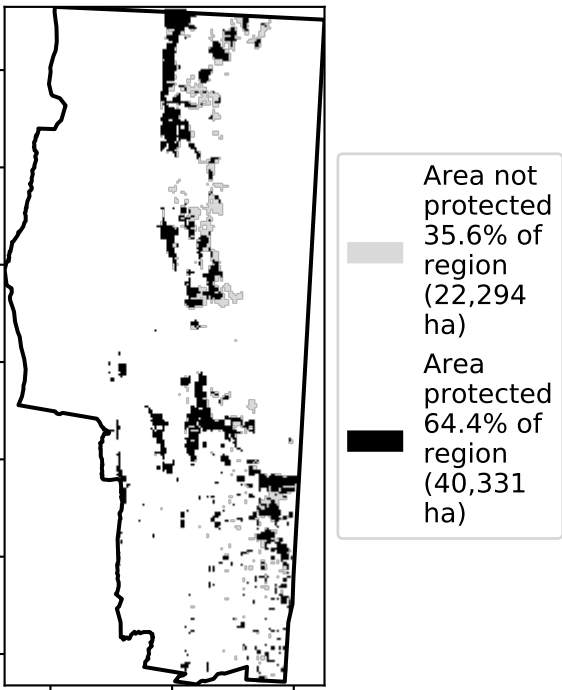 Area not
protected
35.6% of
region
(22,294
ha)
Area
protected
64.4% of
region
(40,331
ha)